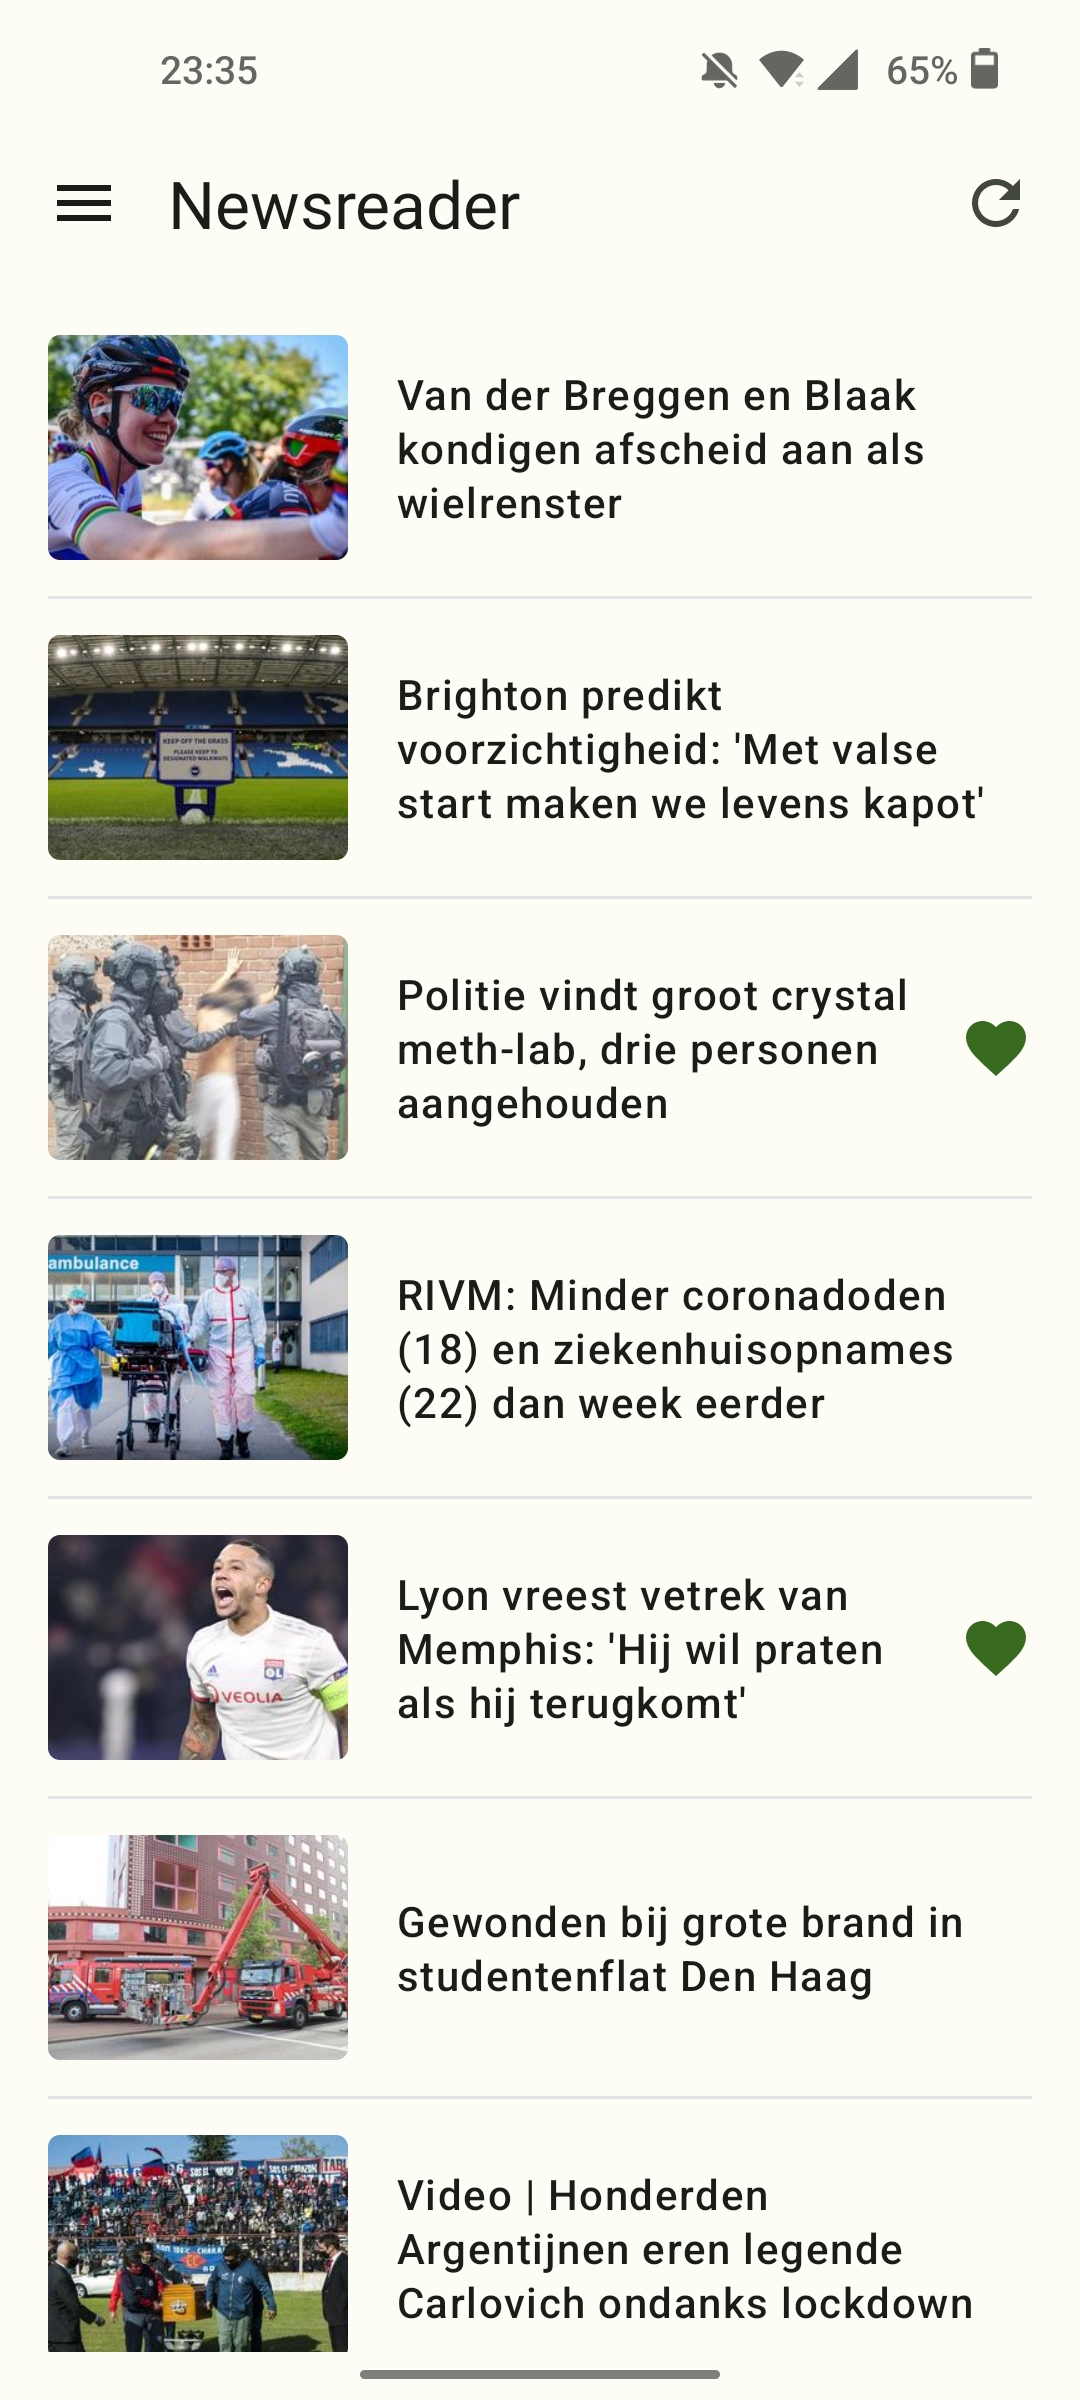 23:35
65%
Newsreader
Van der Breggen en Blaak
kondigen afscheid aan als
wielrenster
KEEP OFF THE GRASS
PLEASE KEEP TO
DESIGNATED WALKWAYS
Brighton predikt
voorzichtigheid: 'Met valse
start maken we levens kapot'
Politie vindt groot crystal
meth-lab, drie personen
aangehouden
ambulance
RIVM: Minder coronadoden
(18) en ziekenhuisopnames
(22) dan week eerder
OL
VEOLIA
Lyon vreest vetrek van
Memphis: 'Hij wil praten
als hij terugkomt'
Gewonden bij grote brand in
studentenflat Den Haag
Video | Honderden
Argentijnen eren legende
Carlovich ondanks lockdown